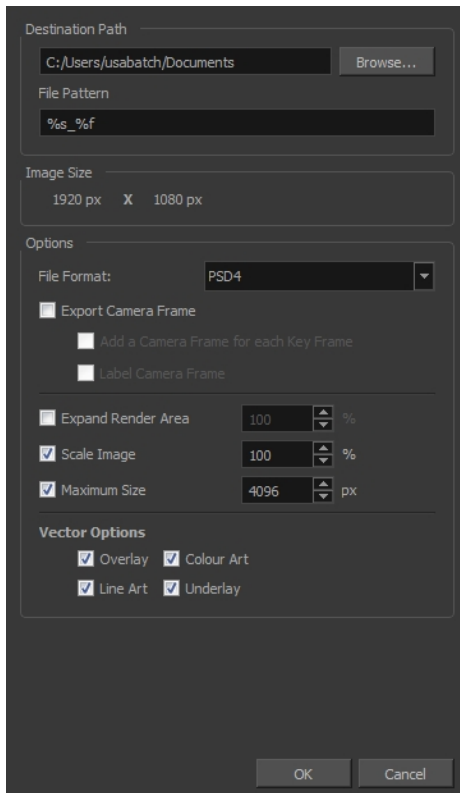 Destination Path
C:/Users/usabatch/Documents Browse...
File Pattern
%s_%f
Image Size
1920 px X 1080 px
Options
File Format: PSD4
Export Camera Frame
Add a Camera Frame for each Key Frame
Label Camera Frame
Expand Render Area 100 %
Scale Image 100 %
Maximum Size 4096 px
Vector Options
Overlay Colour Art
Line Art Underlay
OK Cancel